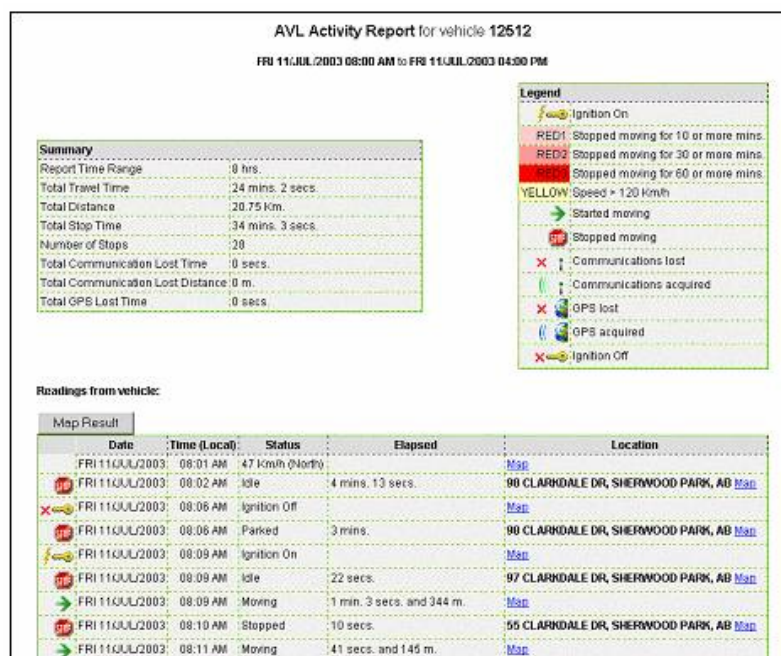 AVL Activity Report for vehicle 12512
FRI 11/JUL/2003 08:00 AM to FRI 11/JUL/2003 04:00 PM
Legend
Ignition On
RED1 Stopped moving for 10 or more mins.
RED2 Stopped moving for 30 or more mins.
RED3 Stopped moving for 60 or more mins.
YELLOW Speed > 120 Km/h
Started moving
STOP Stopped moving
Communications lost
Communications acquired
GPS lost
GPS acquired
Ignition Off
Summary
Report Time Range 8 hrs.
Total Travel Time 24 mins. 2 secs.
Total Distance 20.75 Km.
Total Stop Time 34 mins. 3 secs.
Number of Stops 28
Total Communication Lost Time 0 secs.
Total Communication Lost Distance 0 m.
Total GPS Lost Time 0 secs.
Readings from vehicle:
Map Result
Date Time (Local) Status Elapsed Location
FRI 11/JUL/2003 08:01 AM 47 Km/h (North) Map
STOP FRI 11/JUL/2003 08:02 AM Idle 4 mins. 13 secs. 98 CLARKDALE DR, SHERWOOD PARK, AB Map
FRI 11/JUL/2003 08:06 AM Ignition Off Map
STOP FRI 11/JUL/2003 08:06 AM Parked 3 mins. 98 CLARKDALE DR, SHERWOOD PARK, AB Map
FRI 11/JUL/2003 08:09 AM Ignition On Map
STOP FRI 11/JUL/2003 08:09 AM Idle 22 secs. 97 CLARKDALE DR, SHERWOOD PARK, AB Map
FRI 11/JUL/2003 08:09 AM Moving 1 min. 3 secs. and 344 m. Map
STOP FRI 11/JUL/2003 08:10 AM Stopped 10 secs. 55 CLARKDALE DR, SHERWOOD PARK, AB Map
FRI 11/JUL/2003 08:11 AM Moving 41 secs. and 145 m. Map